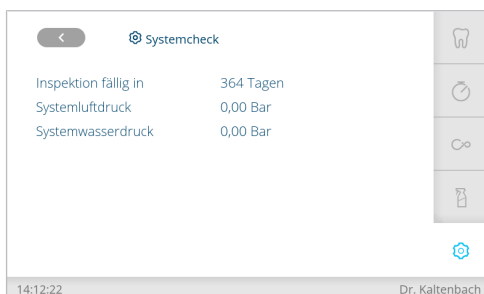 Systemcheck
Inspektion fällig in 364 Tagen
Systemluftdruck 0,00 Bar
Systemwasserdruck 0,00 Bar
14:12:22 Dr. Kaltenbach